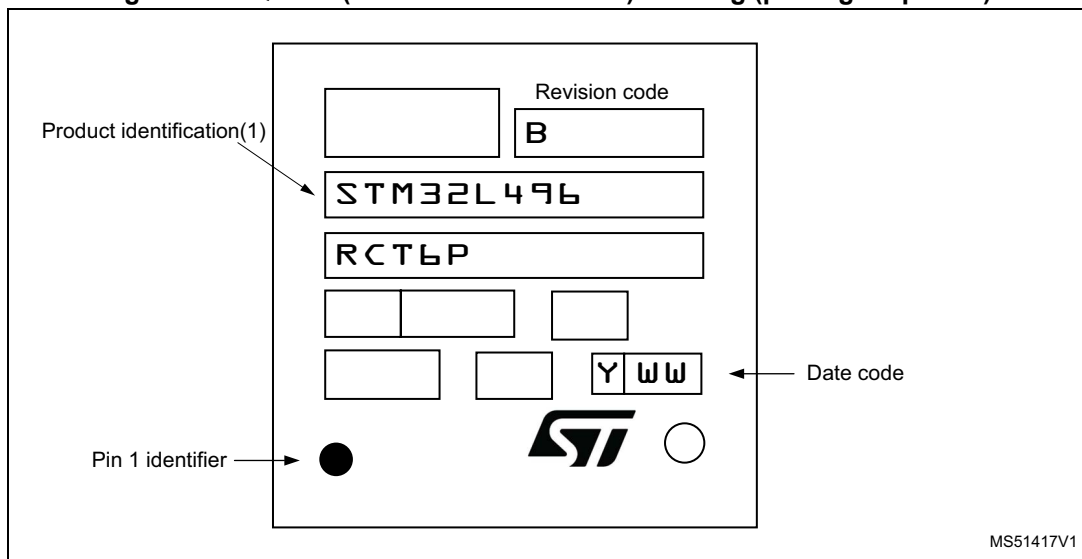 Revision code
B
Product identification(1)
STM32L496
RCT6P
Y WW
Date code
ST
Pin 1 identifier
MS51417V1